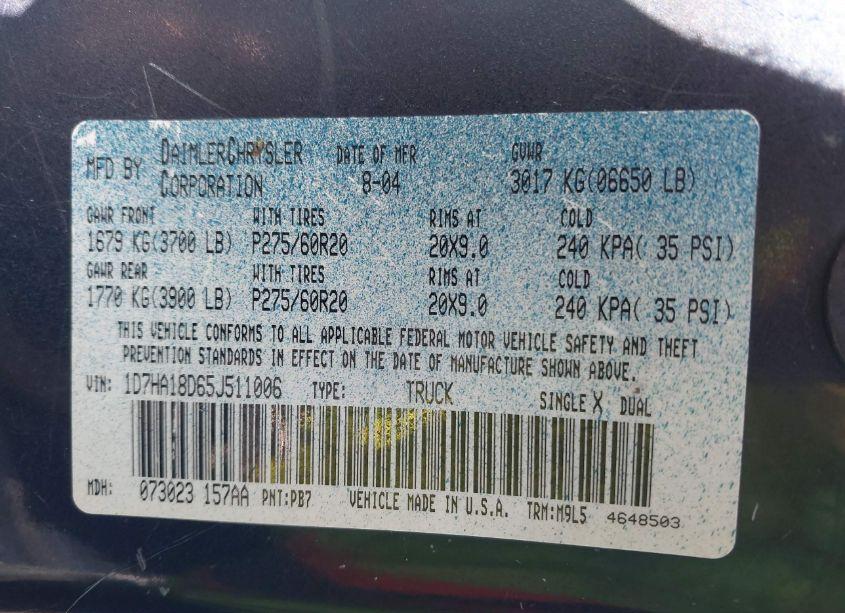 MFD BY DAIMLERCHRYSLER CORPORATION DATE OF MFR 8-04 GVWR 3017 KG(06650 LB)
GAWR FRONT WITH TIRES RIMS AT COLD
1679 KG(3700 LB) P275/60R20 20X9.0 240 KPA( 35 PSI)
GAWR REAR WITH TIRES RIMS AT COLD
1770 KG(3900 LB) P275/60R20 20X9.0 240 KPA( 35 PSI)
THIS VEHICLE CONFORMS TO ALL APPLICABLE FEDERAL MOTOR VEHICLE SAFETY AND THEFT
PREVENTION STANDARDS IN EFFECT ON THE DATE OF MANUFACTURE SHOWN ABOVE.
VIN: 1D7HA18D65J511006 TYPE: TRUCK SINGLE X DUAL
MDH: 073023 157AA PNT:PB7 VEHICLE MADE IN U.S.A. TRM:M9L5 4648503